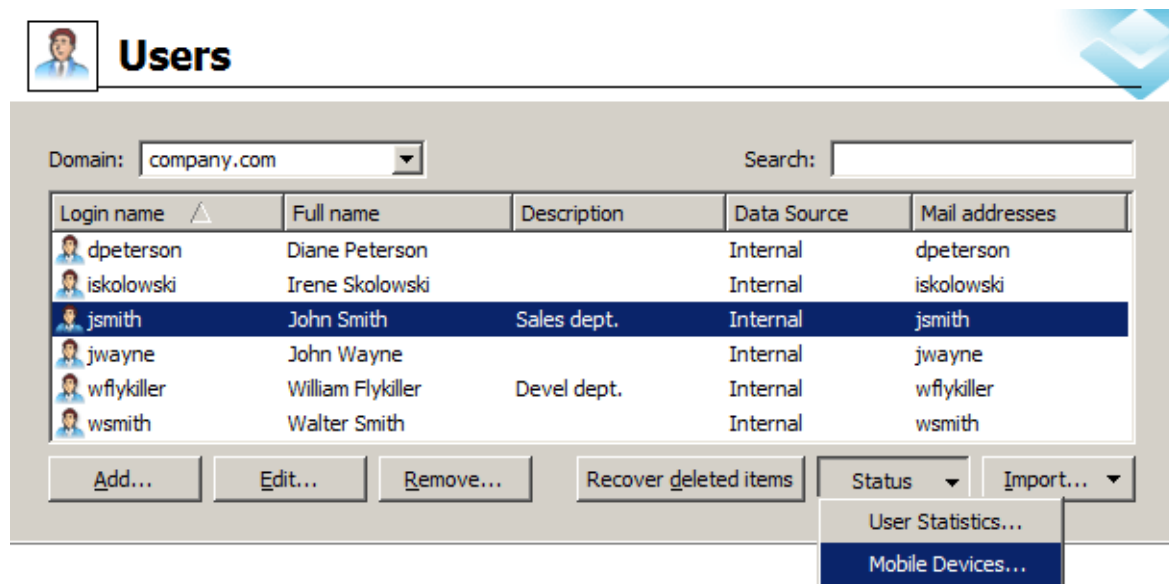 Users
Domain: company.com Search:
Login name Full name Description Data Source Mail addresses
dpeterson Diane Peterson Internal dpeterson
iskolowski Irene Skolowski Internal iskolowski
jsmith John Smith Sales dept. Internal jsmith
jwayne John Wayne Internal jwayne
wflykiller William Flykiller Devel dept. Internal wflykiller
wsmith Walter Smith Internal wsmith
Add... Edit... Remove... Recover deleted items Status Import...
User Statistics...
Mobile Devices...